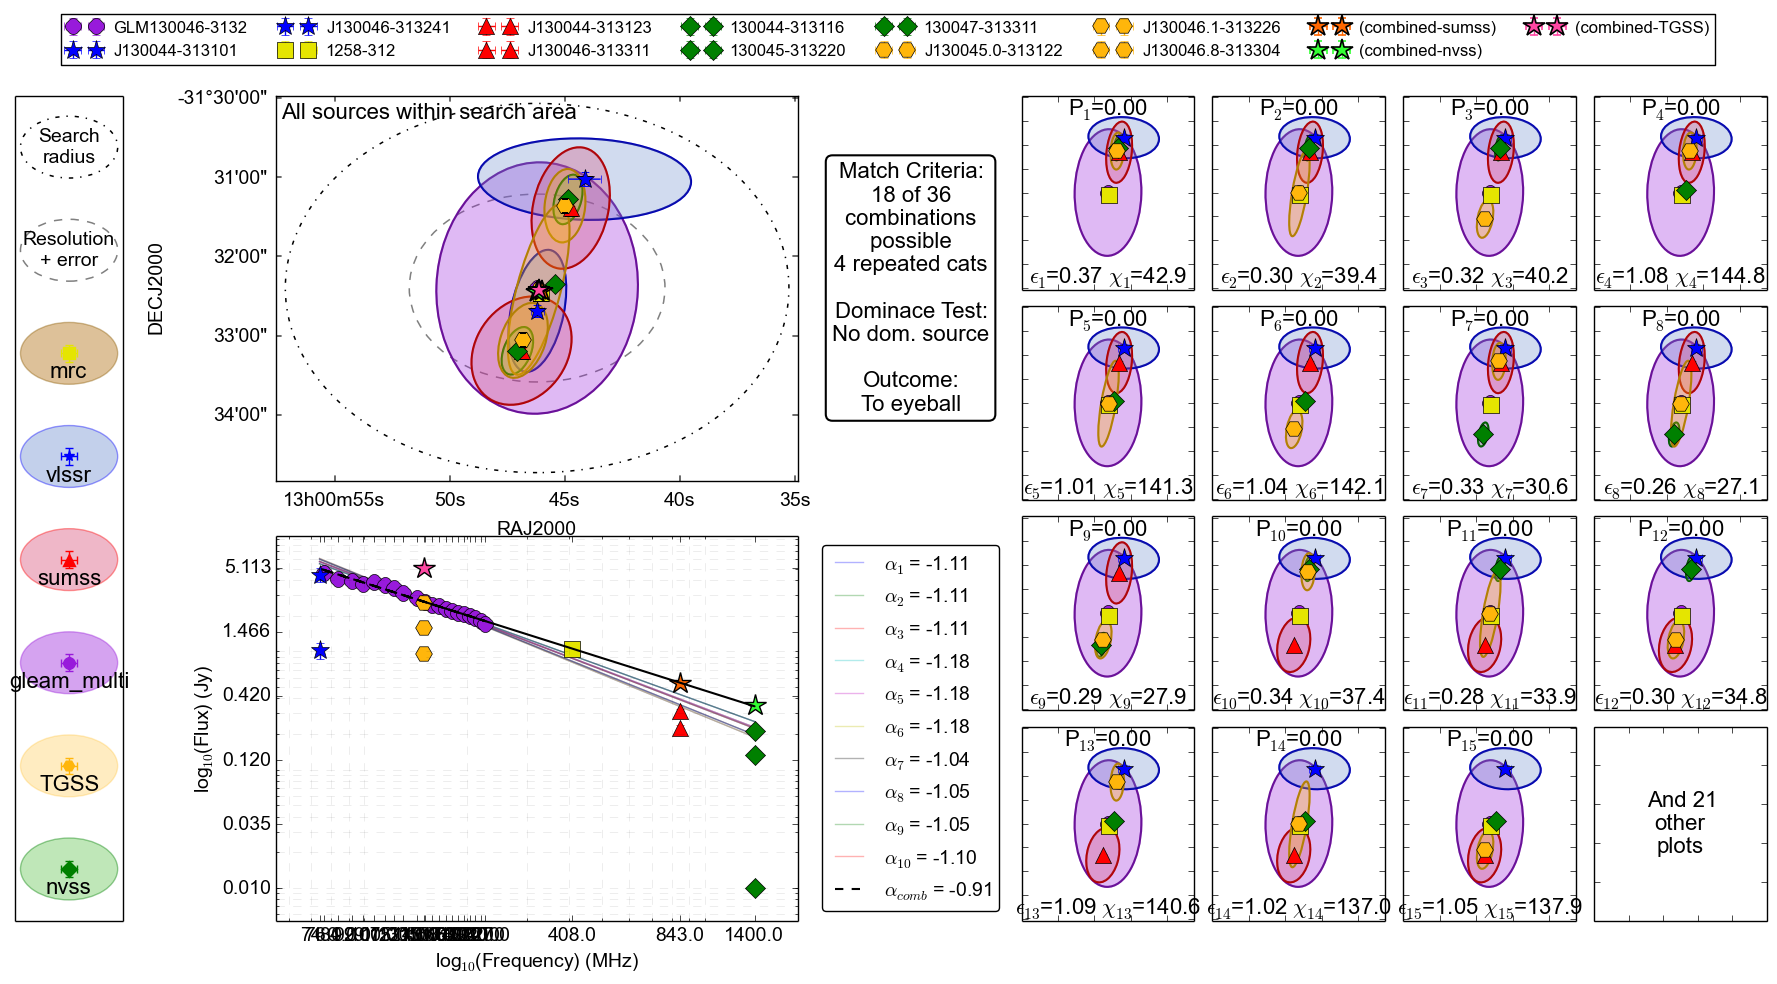 GLM130046-3132
J130046-313241
J130044-313123
130044-313116
130047-313311
J130046.1-313226
(combined-sumss)
(combined-TGSS)
J130044-313101
1258-312
J130046-313311
130045-313220
J130045.0-313122
J130046.8-313304
(combined-nvss)
Search
radius
Resolution
+ error
mrc
vlssr
sumss
gleam_multi
TGSS
nvss
All sources within search area
-31°30'00"
31'00"
32'00"
33'00"
34'00"
DECJ2000
13h00m55s
50s
45s
40s
35s
RAJ2000
Match Criteria:
18 of 36
combinations
possible
4 repeated cats
Dominace Test:
No dom. source
Outcome:
To eyeball
5.113
1.466
0.420
0.120
0.035
0.010
log10(Flux) (Jy)
408.0
843.0
1400.0
log10(Frequency) (MHz)
α1 = -1.11
α2 = -1.11
α3 = -1.11
α4 = -1.18
α5 = -1.18
α6 = -1.18
α7 = -1.04
α8 = -1.05
α9 = -1.05
α10 = -1.10
αcomb = -0.91
P1=0.00
ϵ1=0.37 χ1=42.9
P2=0.00
ϵ2=0.30 χ2=39.4
P3=0.00
ϵ3=0.32 χ3=40.2
P4=0.00
ϵ4=1.08 χ4=144.8
P5=0.00
ϵ5=1.01 χ5=141.3
P6=0.00
ϵ6=1.04 χ6=142.1
P7=0.00
ϵ7=0.33 χ7=30.6
P8=0.00
ϵ8=0.26 χ8=27.1
P9=0.00
ϵ9=0.29 χ9=27.9
P10=0.00
ϵ10=0.34 χ10=37.4
P11=0.00
ϵ11=0.28 χ11=33.9
P12=0.00
ϵ12=0.30 χ12=34.8
P13=0.00
ϵ13=1.09 χ13=140.6
P14=0.00
ϵ14=1.02 χ14=137.0
P15=0.00
ϵ15=1.05 χ15=137.9
And 21
other
plots